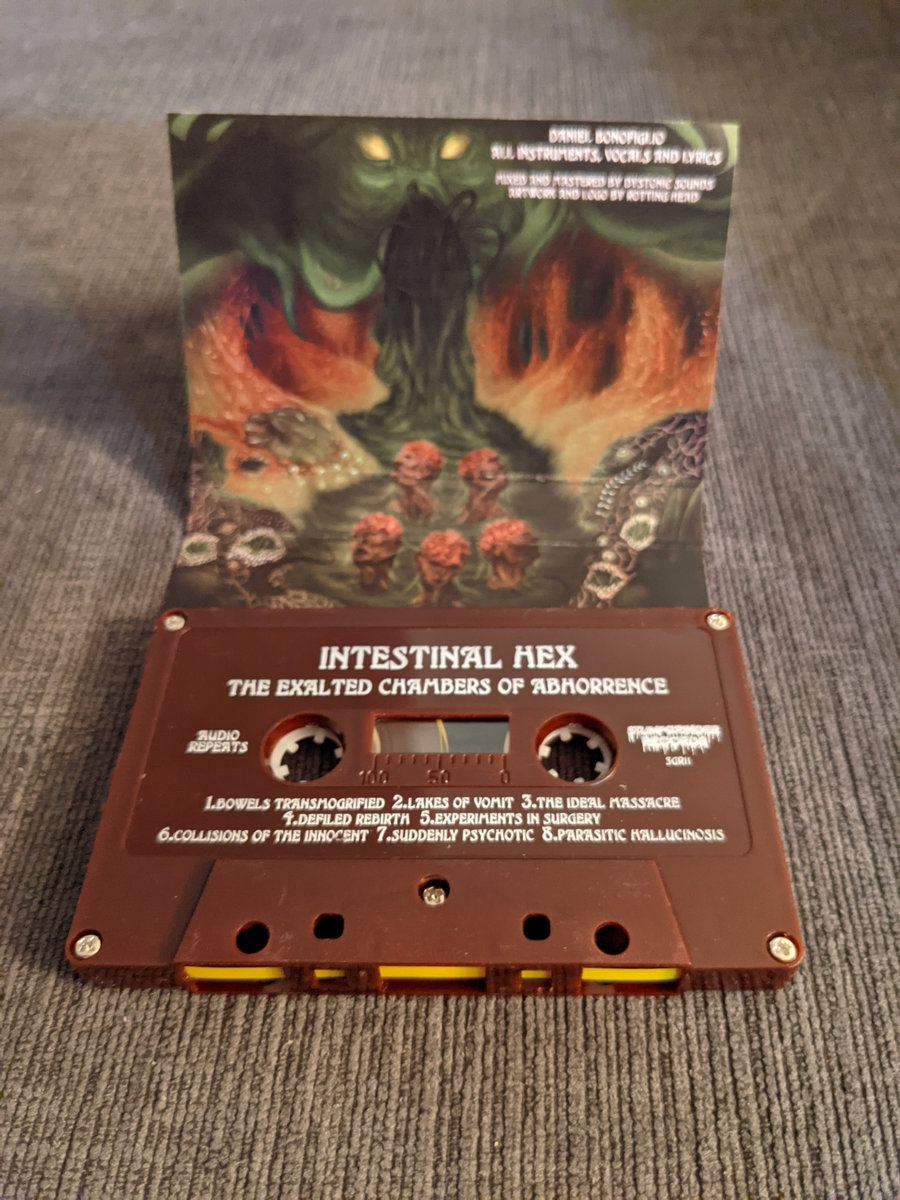 DANIEL BONOFIGLIO
ALL INSTRUMENTS, VOCALS AND LYRICS
MIXED AND MASTERED BY DYSTONIC SOUNDS
ARTWORK AND LOGO BY ROTTING HEAD
INTESTINAL HEX
THE EXALTED CHAMBERS OF ABHORRENCE
AUDIO
REPEATS
SGR11
100 50 0
1.BOWELS TRANSMOGRIFIED 2.LAKES OF VOMIT 3.THE IDEAL MASSACRE
4.DEFILED REBIRTH 5.EXPERIMENTS IN SURGERY
6.COLLISIONS OF THE INNOCENT 7.SUDDENLY PSYCHOTIC 8.PARASITIC HALLUCINOSIS